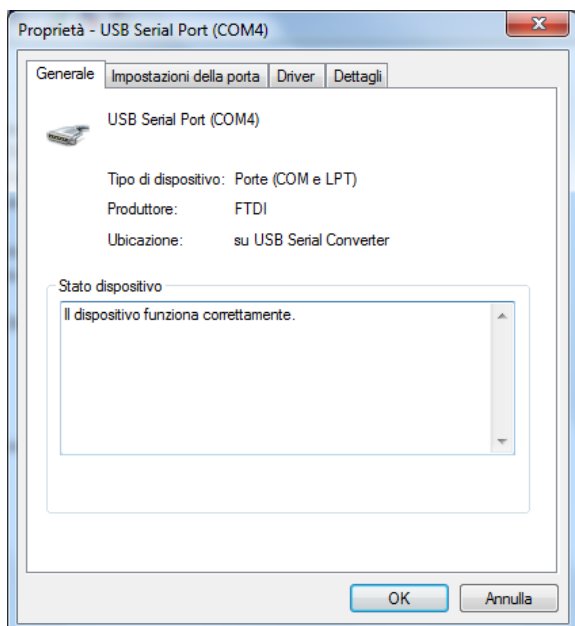 Proprietà - USB Serial Port (COM4)
Generale Impostazioni della porta Driver Dettagli
USB Serial Port (COM4)
Tipo di dispositivo: Porte (COM e LPT)
Produttore: FTDI
Ubicazione: su USB Serial Converter
Stato dispositivo
Il dispositivo funziona correttamente.
OK Annulla